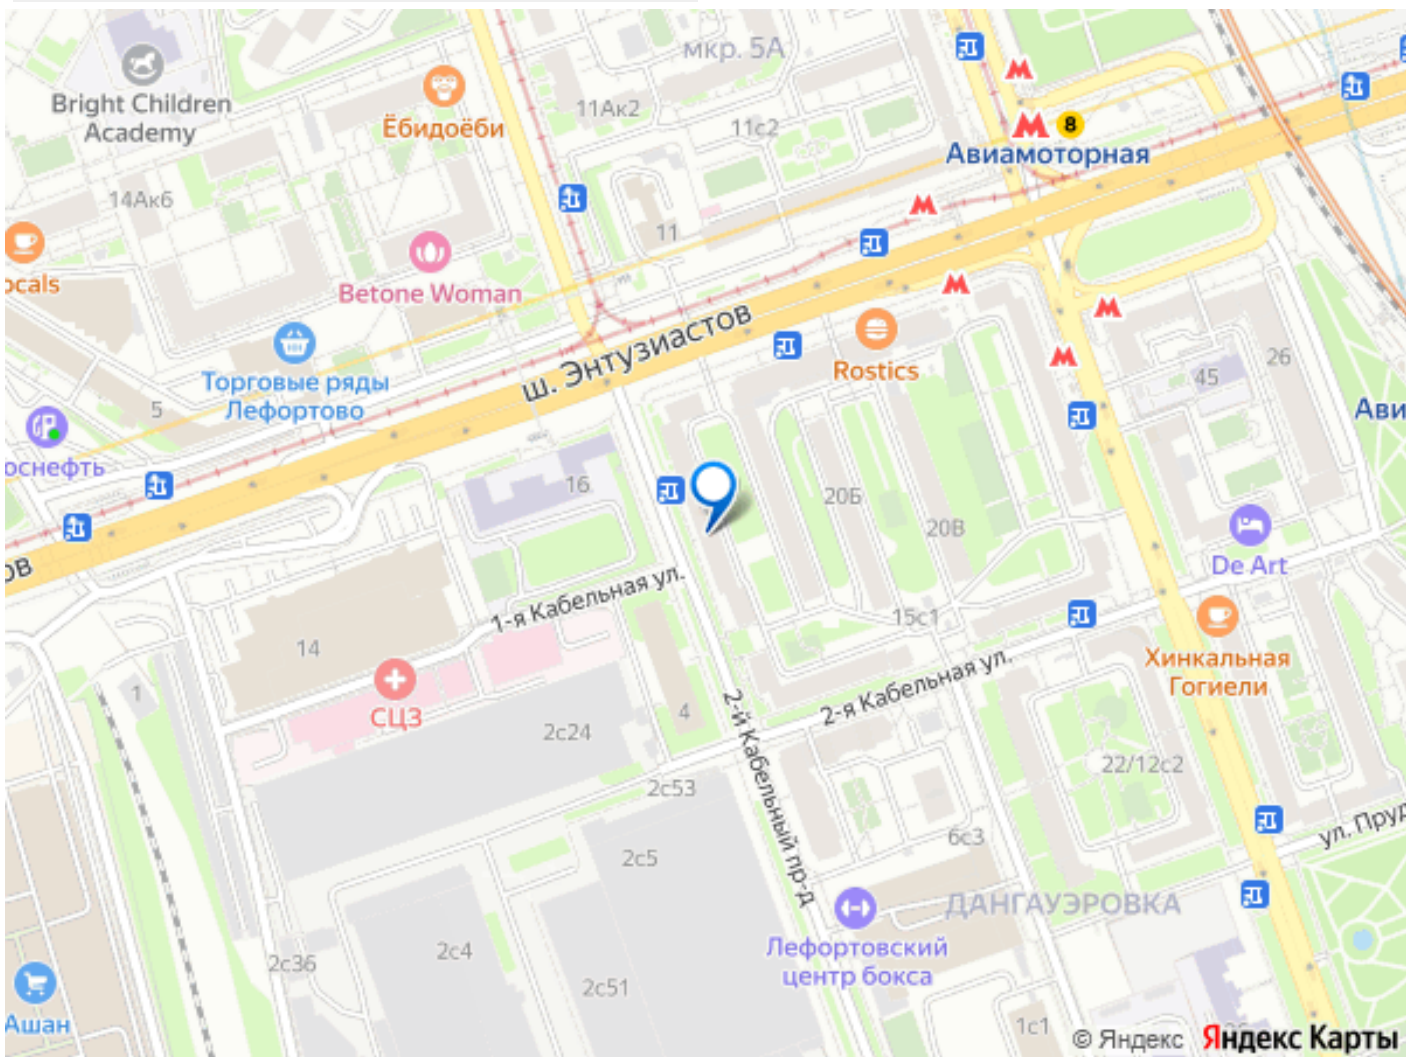 мкр. 5А
Bright Children
Academy
Ёбидоёби
11Ак2
11с2
8
Авиамоторная
14Ак6
11
ocals
Betone Woman
Торговые ряды
Лефортово
5
ш. Энтузиастов
Rostics
26
45
Ави
оснефть
16
20Б
20В
De Art
ов
1-я Кабельная ул.
15с1
14
Хинкальная
Гогиели
1
СЦЗ
4
2-я Кабельная ул.
2с24
2-й Кабельный пр-д
22/12с2
2с53
ул. Пруд
6с3
2с5
ДАНГАУЭРОВКА
Лефортовский
центр бокса
2с4
2с36
2с51
Ашан
1с1
© Яндекс Яндекс Карты